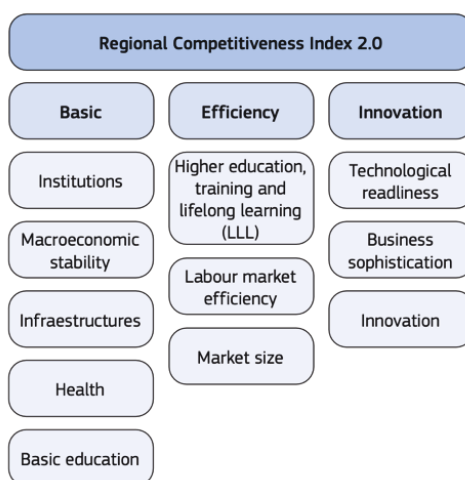 Regional Competitiveness Index 2.0
Basic
Institutions
Macroeconomic
stability
Infraestructures
Health
Basic education
Efficiency
Higher education,
training and
lifelong learning
(LLL)
Labour market
efficiency
Market size
Innovation
Technological
readliness
Business
sophistication
Innovation